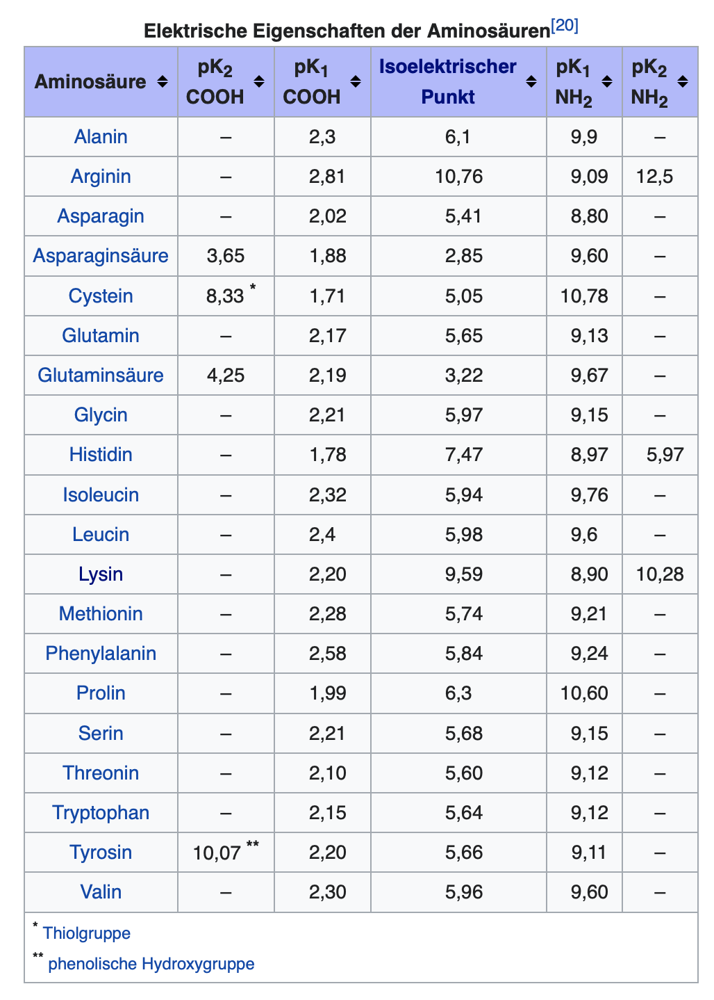 Elektrische Eigenschaften der Aminosäuren[20]
Aminosäure pK2 COOH pK1 COOH Isoelektrischer Punkt pK1 NH2 pK2 NH2
Alanin – 2,3 6,1 9,9 –
Arginin – 2,81 10,76 9,09 12,5
Asparagin – 2,02 5,41 8,80 –
Asparaginsäure 3,65 1,88 2,85 9,60 –
Cystein 8,33 * 1,71 5,05 10,78 –
Glutamin – 2,17 5,65 9,13 –
Glutaminsäure 4,25 2,19 3,22 9,67 –
Glycin – 2,21 5,97 9,15 –
Histidin – 1,78 7,47 8,97 5,97
Isoleucin – 2,32 5,94 9,76 –
Leucin – 2,4 5,98 9,6 –
Lysin – 2,20 9,59 8,90 10,28
Methionin – 2,28 5,74 9,21 –
Phenylalanin – 2,58 5,84 9,24 –
Prolin – 1,99 6,3 10,60 –
Serin – 2,21 5,68 9,15 –
Threonin – 2,10 5,60 9,12 –
Tryptophan – 2,15 5,64 9,12 –
Tyrosin 10,07 ** 2,20 5,66 9,11 –
Valin – 2,30 5,96 9,60 –
* Thiolgruppe
** phenolische Hydroxygruppe